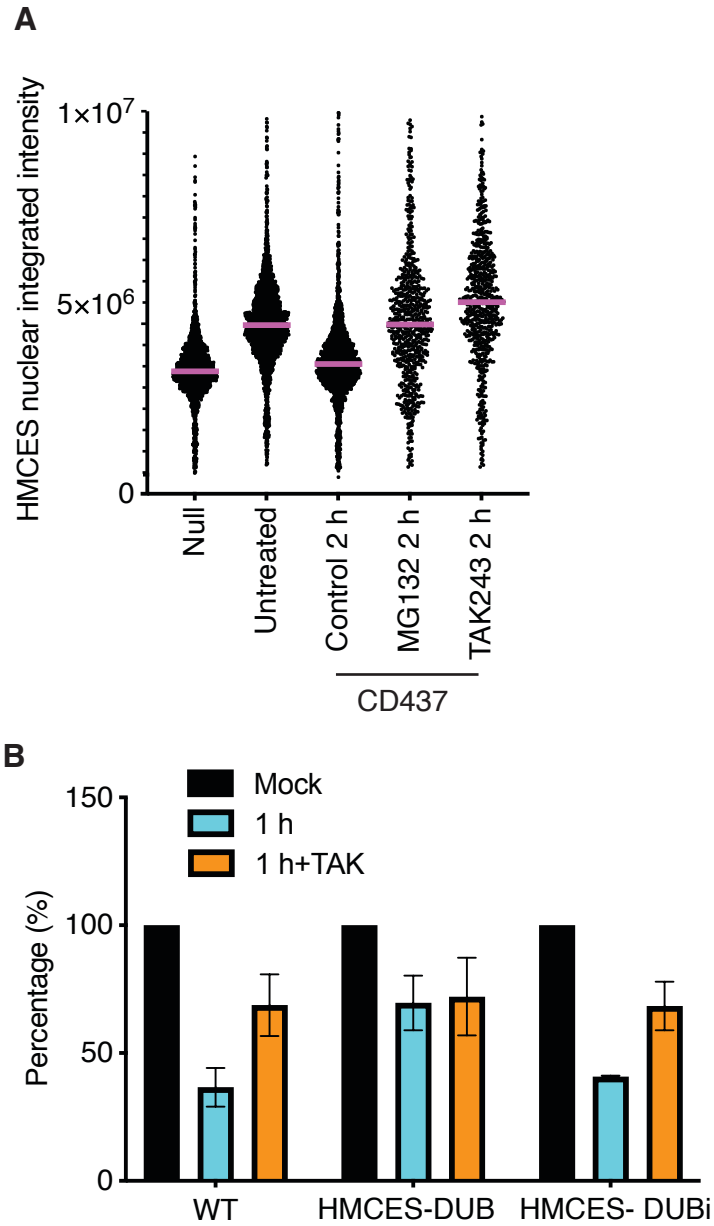 A
HMCES nuclear integrated intensity
1×10⁷
5×10⁶
0
Null
Untreated
Control 2 h
MG132 2 h
TAK243 2 h
CD437
B
Mock
1 h
1 h+TAK
Percentage (%)
150
100
50
0
WT
HMCES-DUB
HMCES- DUBi